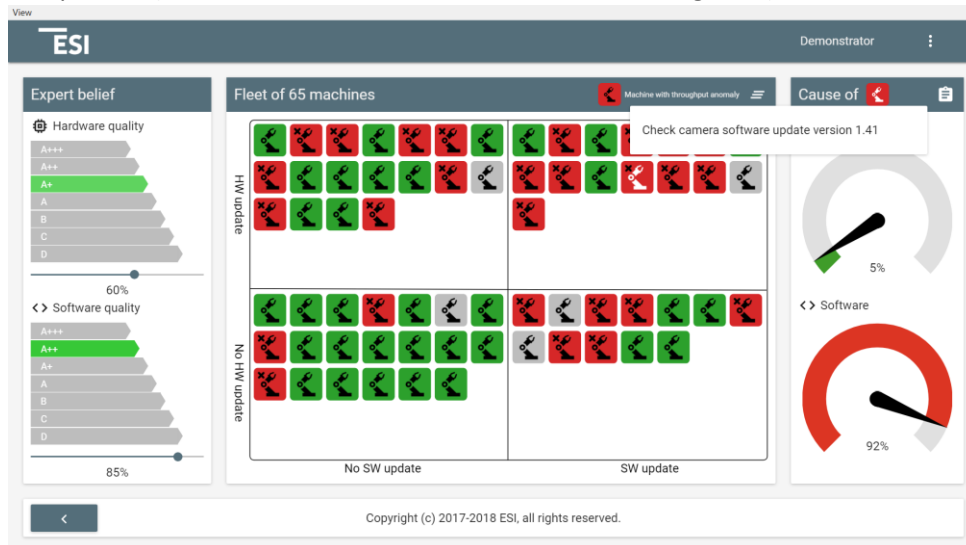 View
ESI
Demonstrator
Expert belief
Fleet of 65 machines
Machine with throughput anomaly
Cause of
Check camera software update version 1.41
Hardware quality
A+++
A++
A+
A
B
C
D
60%
Software quality
A+++
A++
A+
A
B
C
D
85%
HW update
No HW update
No SW update
SW update
5%
Software
92%
Copyright (c) 2017-2018 ESI, all rights reserved.